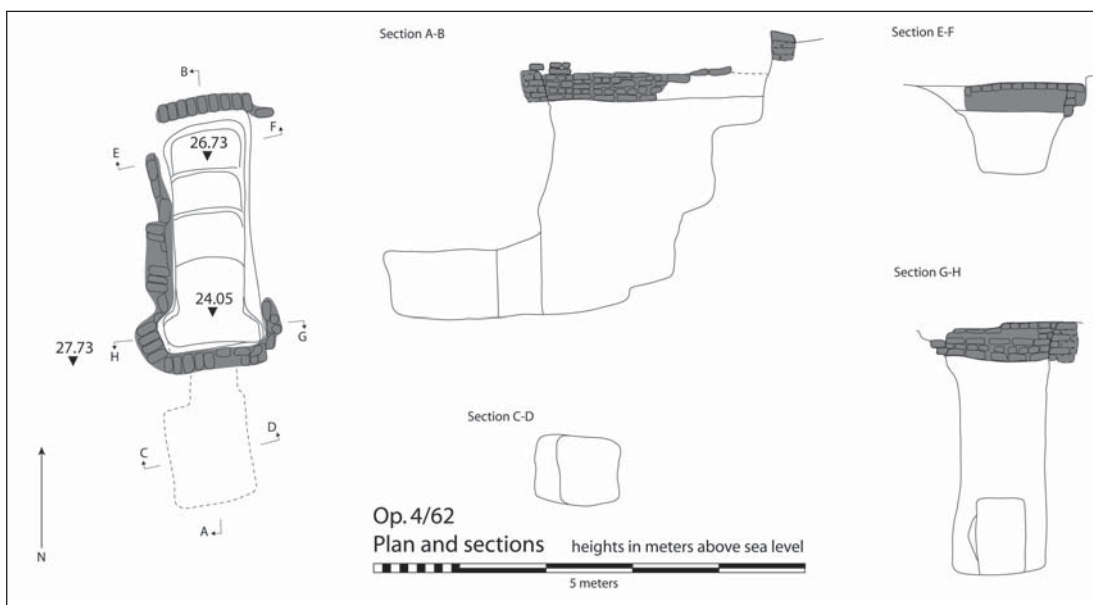 Section A-B
Section E-F
B
F
26.73
E
24.05
G
27.73
H
Section G-H
Section C-D
D
C
A
N
Op. 4/62
Plan and sections heights in meters above sea level
5 meters